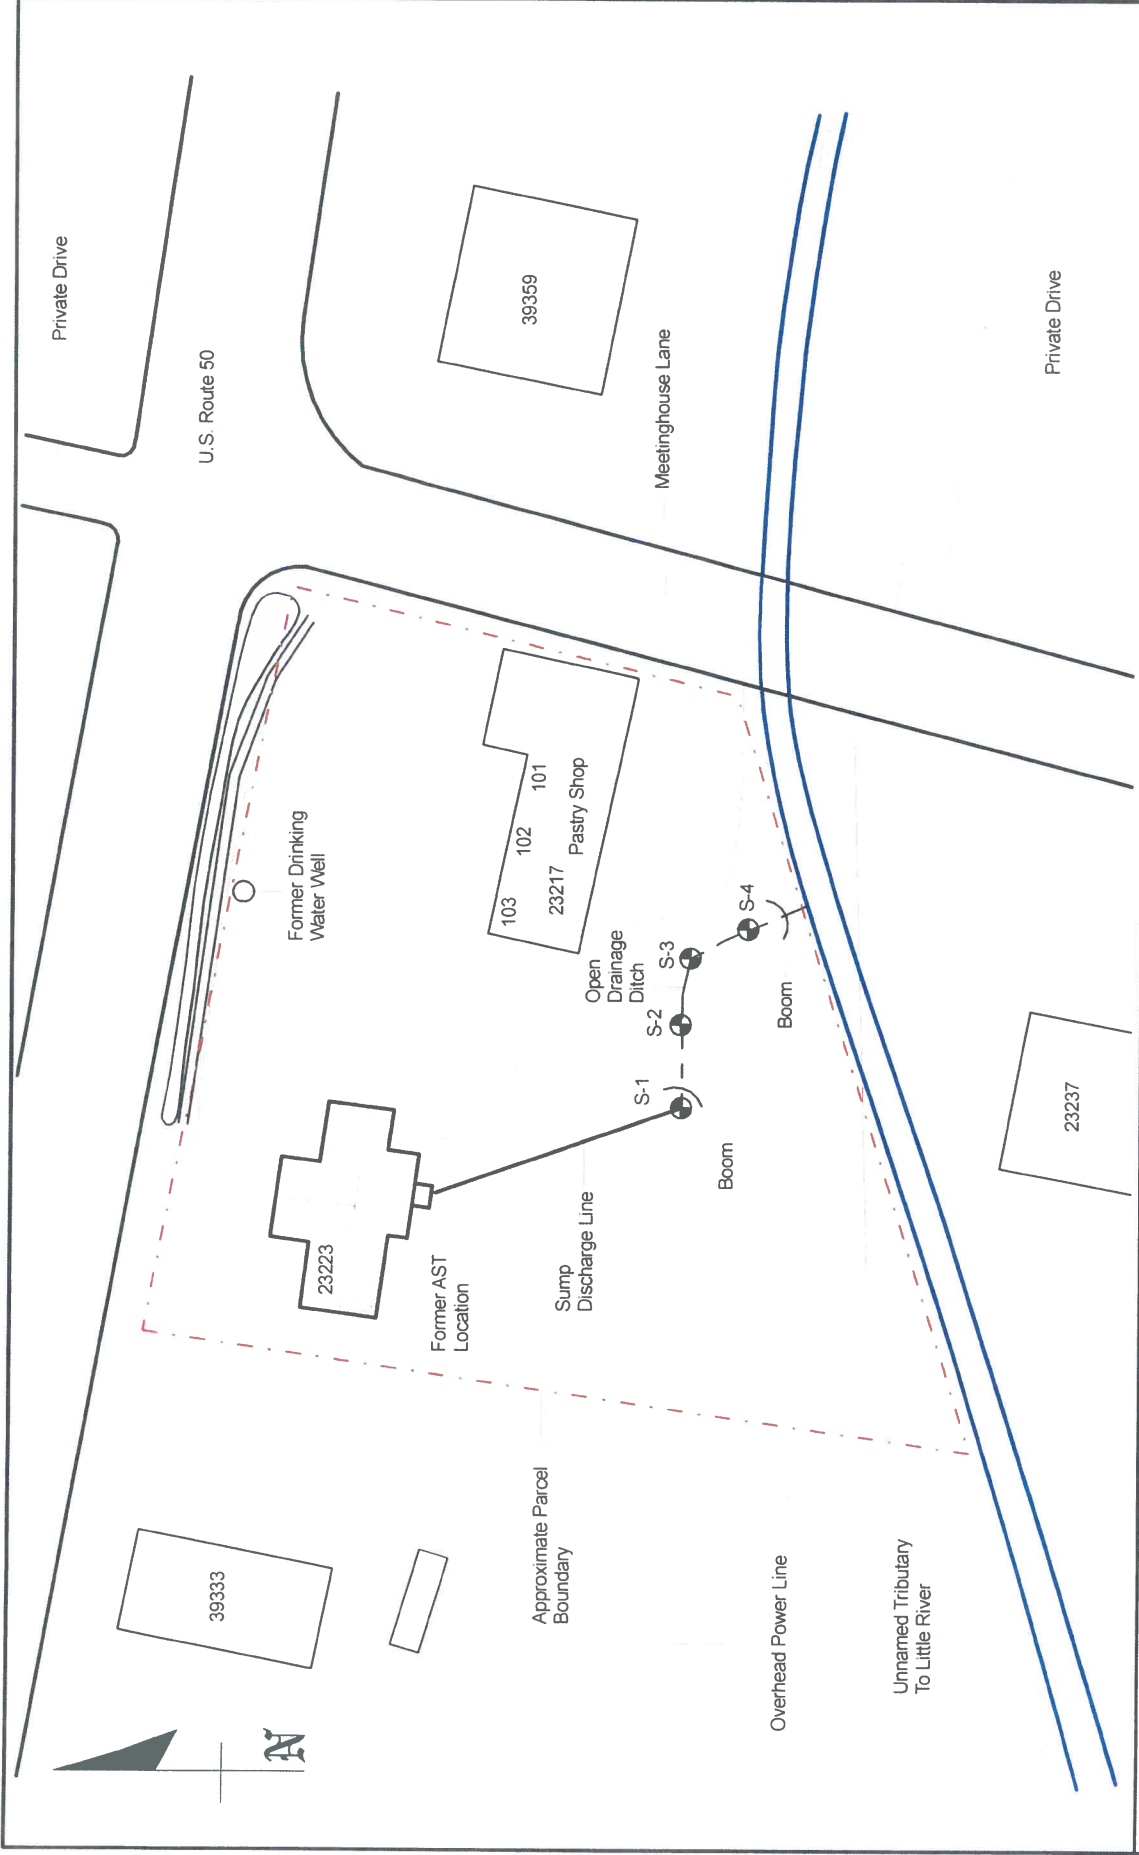 Private Drive
U.S. Route 50
39359
Meetinghouse Lane
Private Drive
Former Drinking
Water Well
103
102
101
23217
Pastry Shop
Open
Drainage
Ditch
S-1
S-2
S-3
S-4
Boom
Boom
23237
23223
Former AST
Location
Sump
Discharge Line
39333
Approximate Parcel
Boundary
Overhead Power Line
Unnamed Tributary
To Little River
N